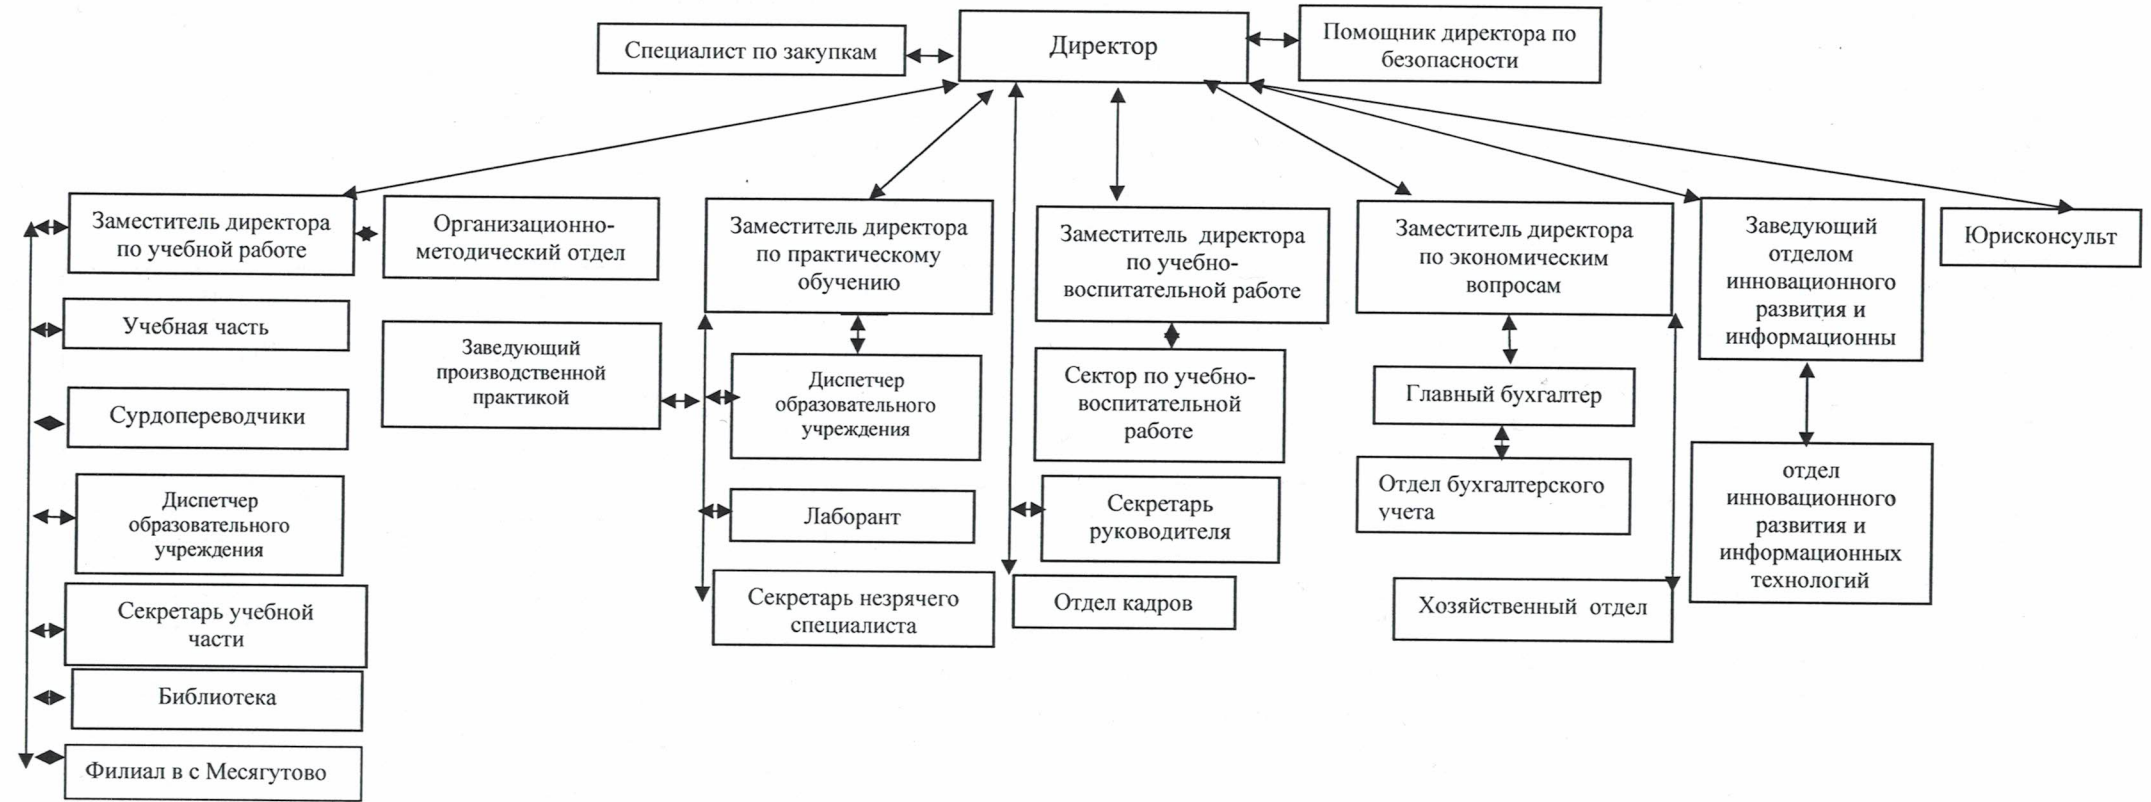 Специалист по закупкам
Директор
Помощник директора по
безопасности
Заместитель директора
по учебной работе
Организационно-
методический отдел
Заместитель директора
по практическому
обучению
Заместитель директора
по учебно-
воспитательной работе
Заместитель директора
по экономическим
вопросам
Заведующий
отделом
инновационного
развития и
информационны
Юрисконсульт
Учебная часть
Сурдопереводчики
Диспетчер
образовательного
учреждения
Секретарь учебной
части
Библиотека
Филиал в с Месягутово
Заведующий
производственной
практикой
Диспетчер
образовательного
учреждения
Лаборант
Секретарь незрячего
специалиста
Сектор по учебно-
воспитательной
работе
Секретарь
руководителя
Отдел кадров
Главный бухгалтер
Отдел бухгалтерского
учета
Хозяйственный отдел
отдел
инновационного
развития и
информационных
технологий